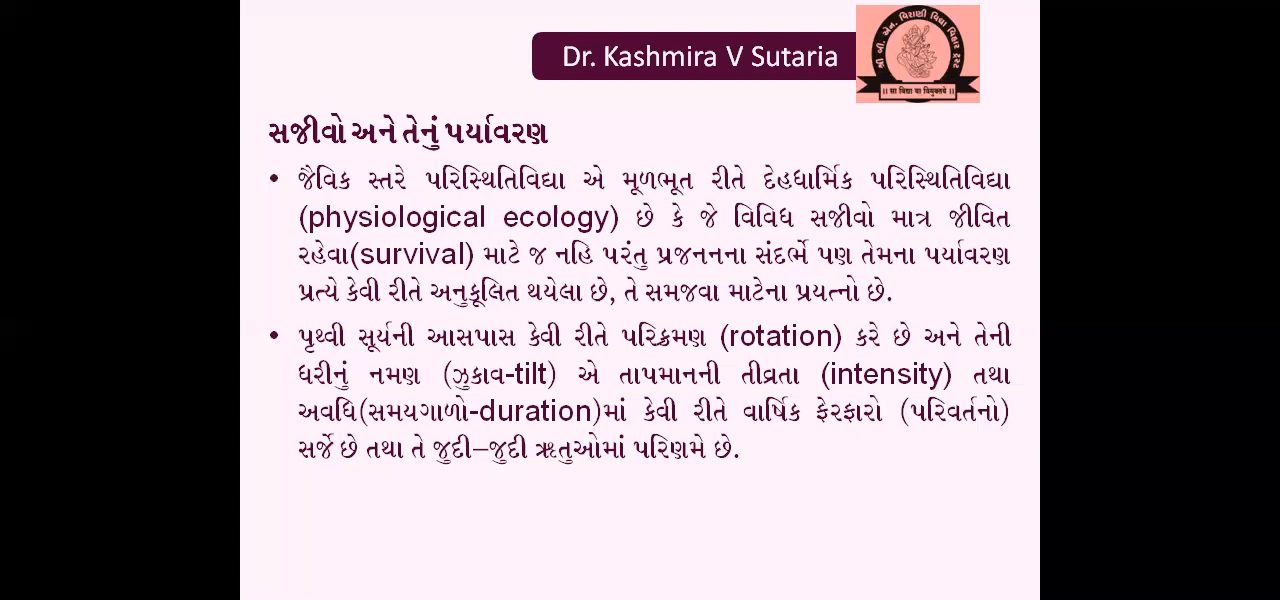 Dr. Kashmira V Sutaria
શ્રી બી. એન. વિરાણી વિદ્યા વિહાર ટ્રસ્ટ
|| સા વિદ્યા યા વિમુક્તયે ||
સજીવો અને તેનું પર્યાવરણ
• જૈવિક સ્તરે પરિસ્થિતિવિદ્યા એ મૂળભૂત રીતે દેહધાર્મિક પરિસ્થિતિવિદ્યા
(physiological ecology) છે કે જે વિવિધ સજીવો માત્ર જીવિત
રહેવા(survival) માટે જ નહિ પરંતુ પ્રજનનના સંદર્ભે પણ તેમના પર્યાવરણ
પ્રત્યે કેવી રીતે અનુકૂલિત થયેલા છે, તે સમજવા માટેના પ્રયત્નો છે.
• પૃથ્વી સૂર્યની આસપાસ કેવી રીતે પરિક્રમણ (rotation) કરે છે અને તેની
ધરીનું નમણ (ઝુકાવ-tilt) એ તાપમાનની તીવ્રતા (intensity) તથા
અવધિ(સમયગાળો-duration)માં કેવી રીતે વાર્ષિક ફેરફારો (પરિવર્તનો)
સર્જે છે તથા તે જુદી–જુદી ઋતુઓમાં પરિણમે છે.